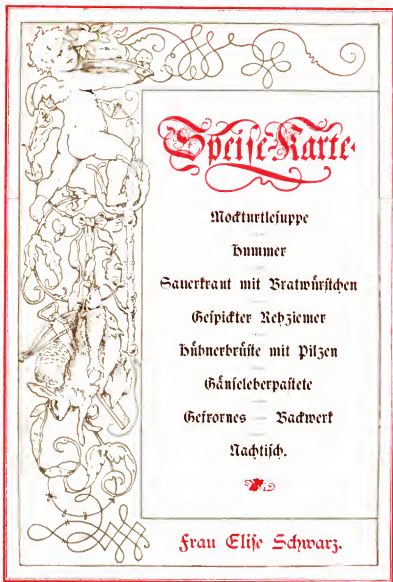 Speise-Karte.
Mockturtlesuppe
Hummer
Sauerkraut mit Bratwürstchen
Gespickter Rehziemer
Hühnerbrüste mit Pilzen
Gänseleberpastete
Gefrornes — Backwerk
Nachtisch.
Frau Elise Schwarz.